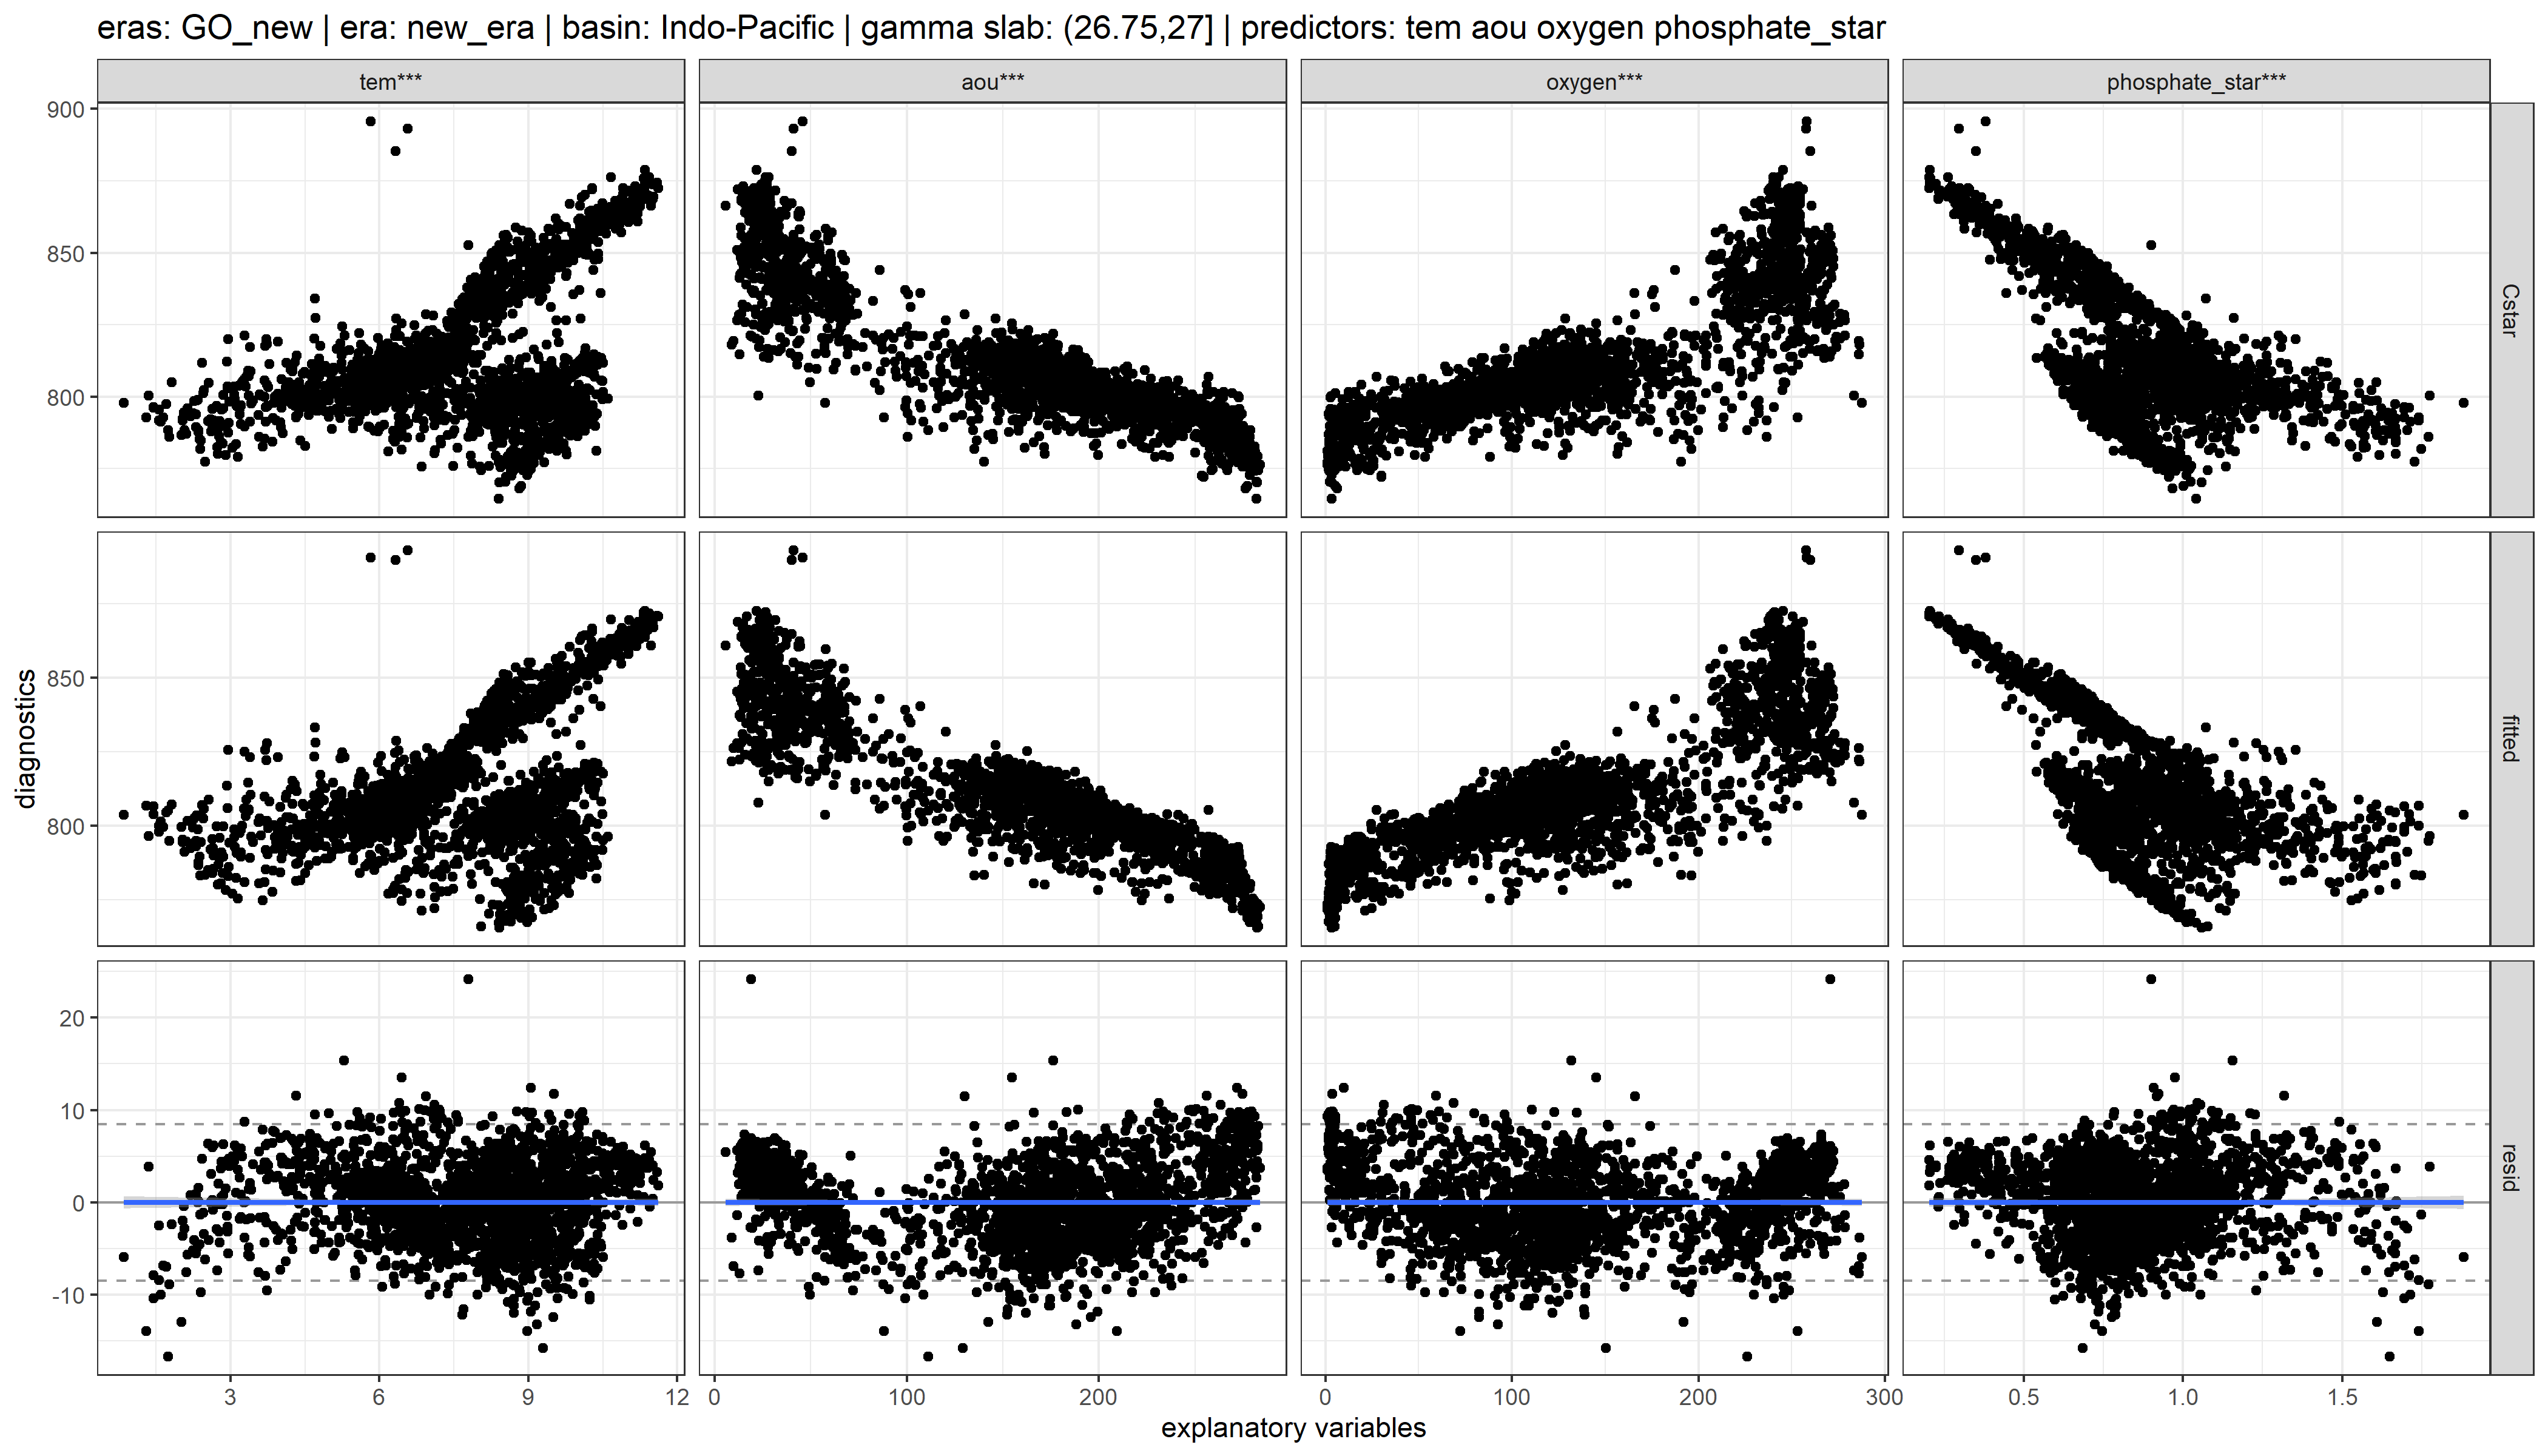 eras: GO_new | era: new_era | basin: Indo-Pacific | gamma slab: (26.75,27] | predictors: tem aou oxygen phosphate_star
tem*** aou*** oxygen*** phosphate_star***
900
850
800
Cstar
850
800
fitted
20
10
0
-10
resid
diagnostics
3 6 9 12 0 100 200 0 100 200 300 0.5 1.0 1.5
explanatory variables